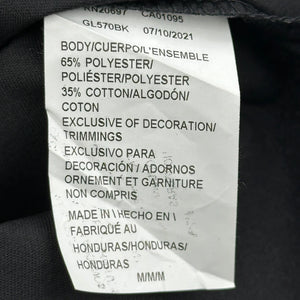 RN20697 CA01095
GL570BK 07/10/2021
BODY/CUERPO/L'ENSEMBLE
65% POLYESTER/
POLIÉSTER/POLYESTER
35% COTTON/ALGODÓN/
COTON
EXCLUSIVE OF DECORATION/
TRIMMINGS
EXCLUSIVO PARA
DECORACIÓN / ADORNOS
ORNEMENT ET GARNITURE
NON COMPRIS
MADE IN \ HECHO EN \
FABRIQUÉ AU
HONDURAS/HONDURAS/
HONDURAS
M/M/M